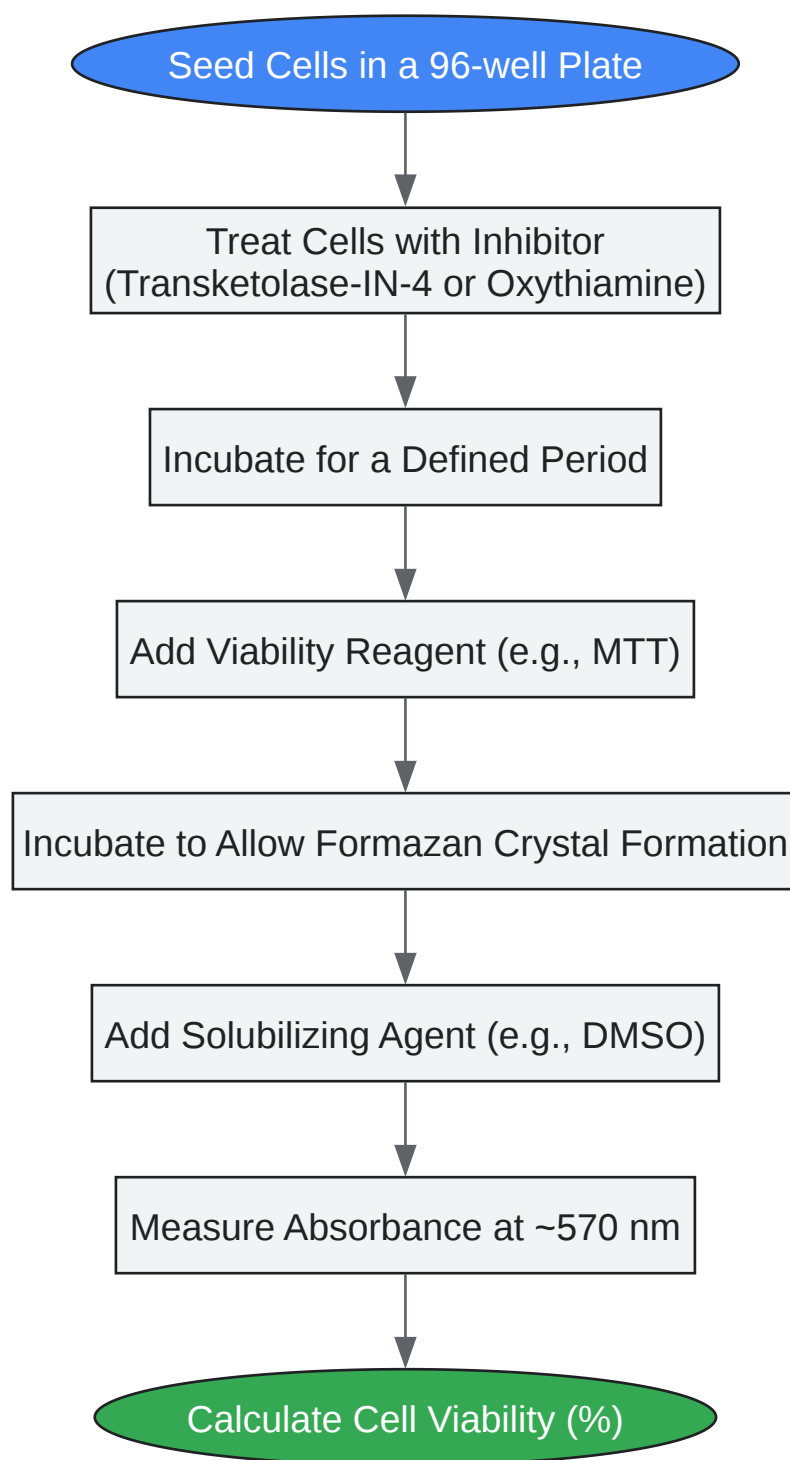 Seed Cells in a 96-well Plate
Treat Cells with Inhibitor
(Transketolase-IN-4 or Oxythiamine)
Incubate for a Defined Period
Add Viability Reagent (e.g., MTT)
Incubate to Allow Formazan Crystal Formation
Add Solubilizing Agent (e.g., DMSO)
Measure Absorbance at ~570 nm
Calculate Cell Viability (%)